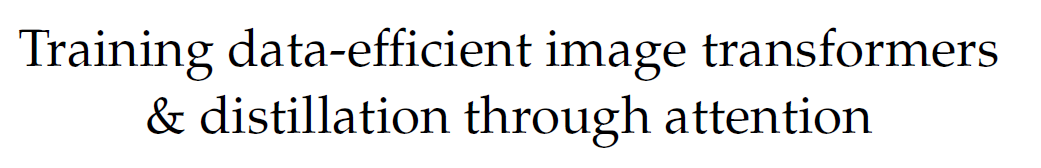 Training data-efficient image transformers
& distillation through attention